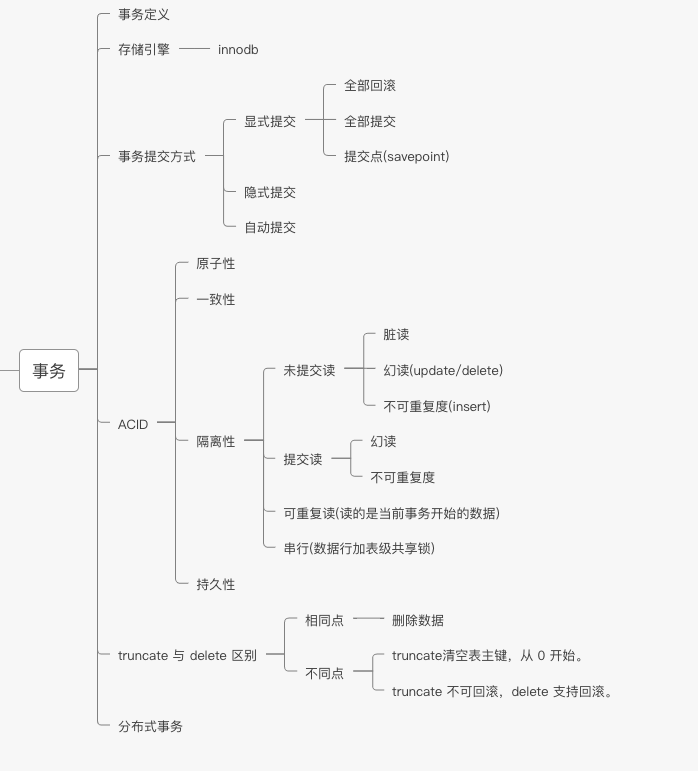 事务定义
存储引擎
innodb
全部回滚
显式提交
全部提交
事务提交方式
提交点(savepoint)
隐式提交
自动提交
原子性
一致性
脏读
事务
未提交读
幻读(update/delete)
不可重复度(insert)
ACID
隔离性
幻读
提交读
不可重复度
可重复读(读的是当前事务开始的数据)
串行(数据行加表级共享锁)
持久性
相同点
删除数据
truncate 与 delete 区别
truncate清空表主键，从 0 开始。
不同点
truncate 不可回滚，delete 支持回滚。
分布式事务